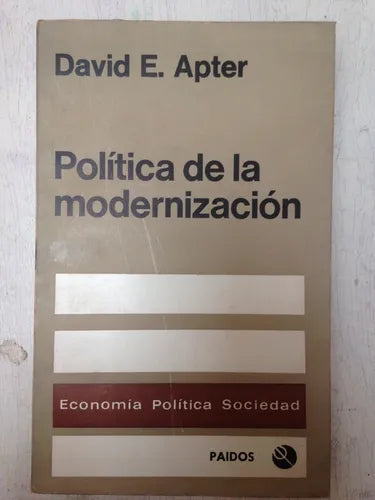 David E. Apter
Política de la
modernización
Economía Política Sociedad
PAIDOS